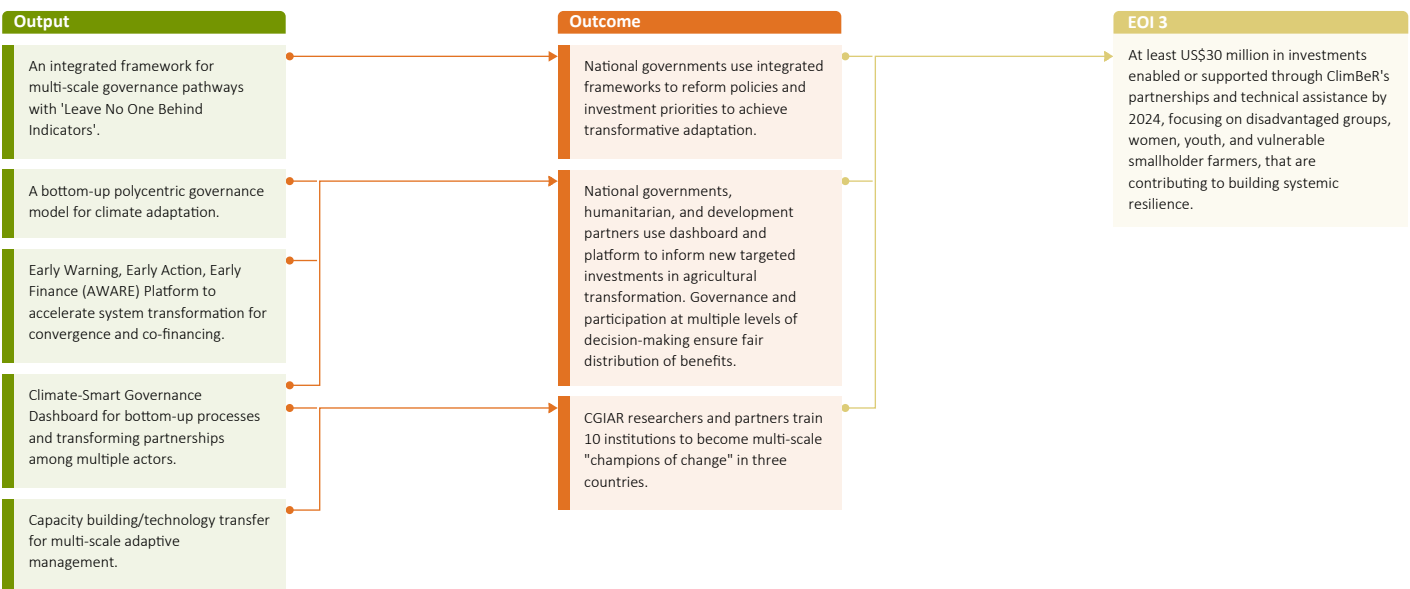 Output
An integrated framework for
multi-scale governance pathways
with 'Leave No One Behind
Indicators'.
A bottom-up polycentric governance
model for climate adaptation.
Early Warning, Early Action, Early
Finance (AWARE) Platform to
accelerate system transformation for
convergence and co-financing.
Climate-Smart Governance
Dashboard for bottom-up processes
and transforming partnerships
among multiple actors.
Capacity building/technology transfer
for multi-scale adaptive
management.
Outcome
National governments use integrated
frameworks to reform policies and
investment priorities to achieve
transformative adaptation.
National governments,
humanitarian, and development
partners use dashboard and
platform to inform new targeted
investments in agricultural
transformation. Governance and
participation at multiple levels of
decision-making ensure fair
distribution of benefits.
CGIAR researchers and partners train
10 institutions to become multi-scale
"champions of change" in three
countries.
EOI 3
At least US$30 million in investments
enabled or supported through ClimBeR's
partnerships and technical assistance by
2024, focusing on disadvantaged groups,
women, youth, and vulnerable
smallholder farmers, that are
contributing to building systemic
resilience.